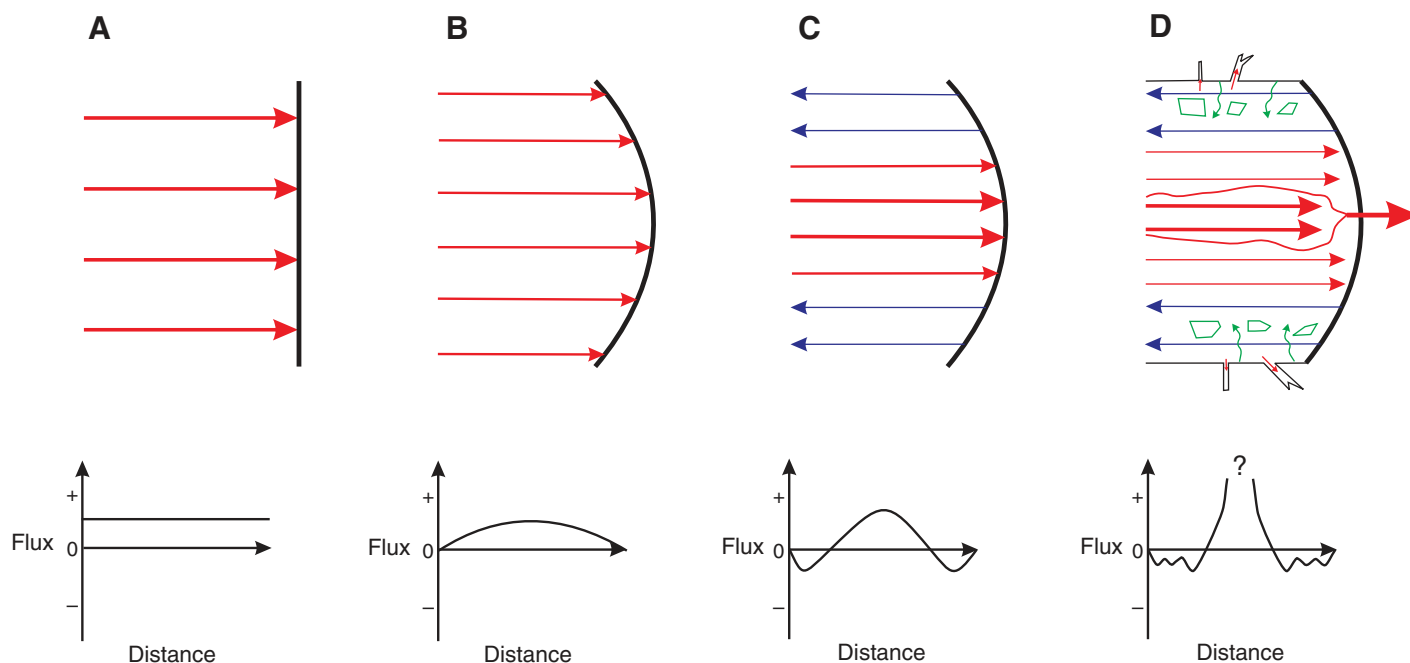 A B C D
?
+ + + +
Flux 0 Flux 0 Flux 0 Flux 0
– – – –
Distance Distance Distance Distance